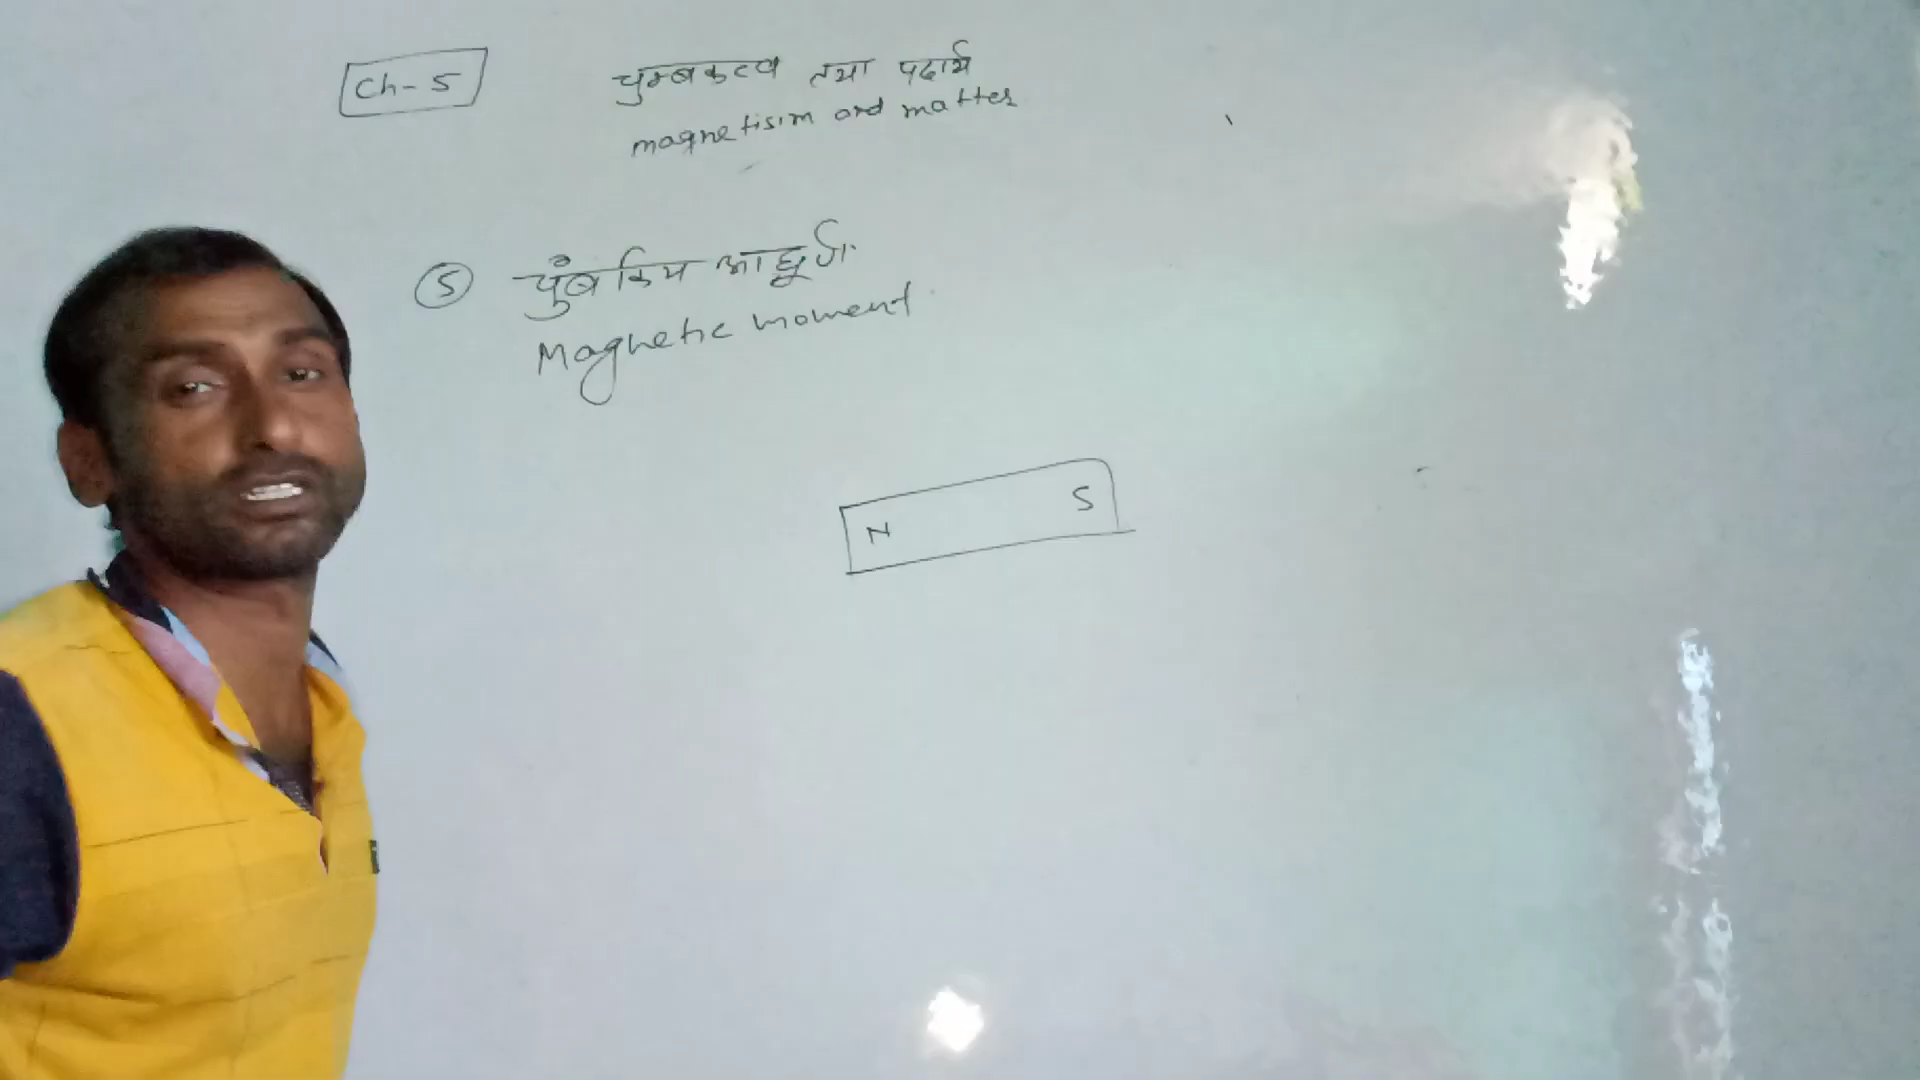 Ch-5
चुम्बकत्व तथा पदार्थ
magnetisim and matter
⑤ चुंबकिय आघूर्ण
Magnetic moment
N S